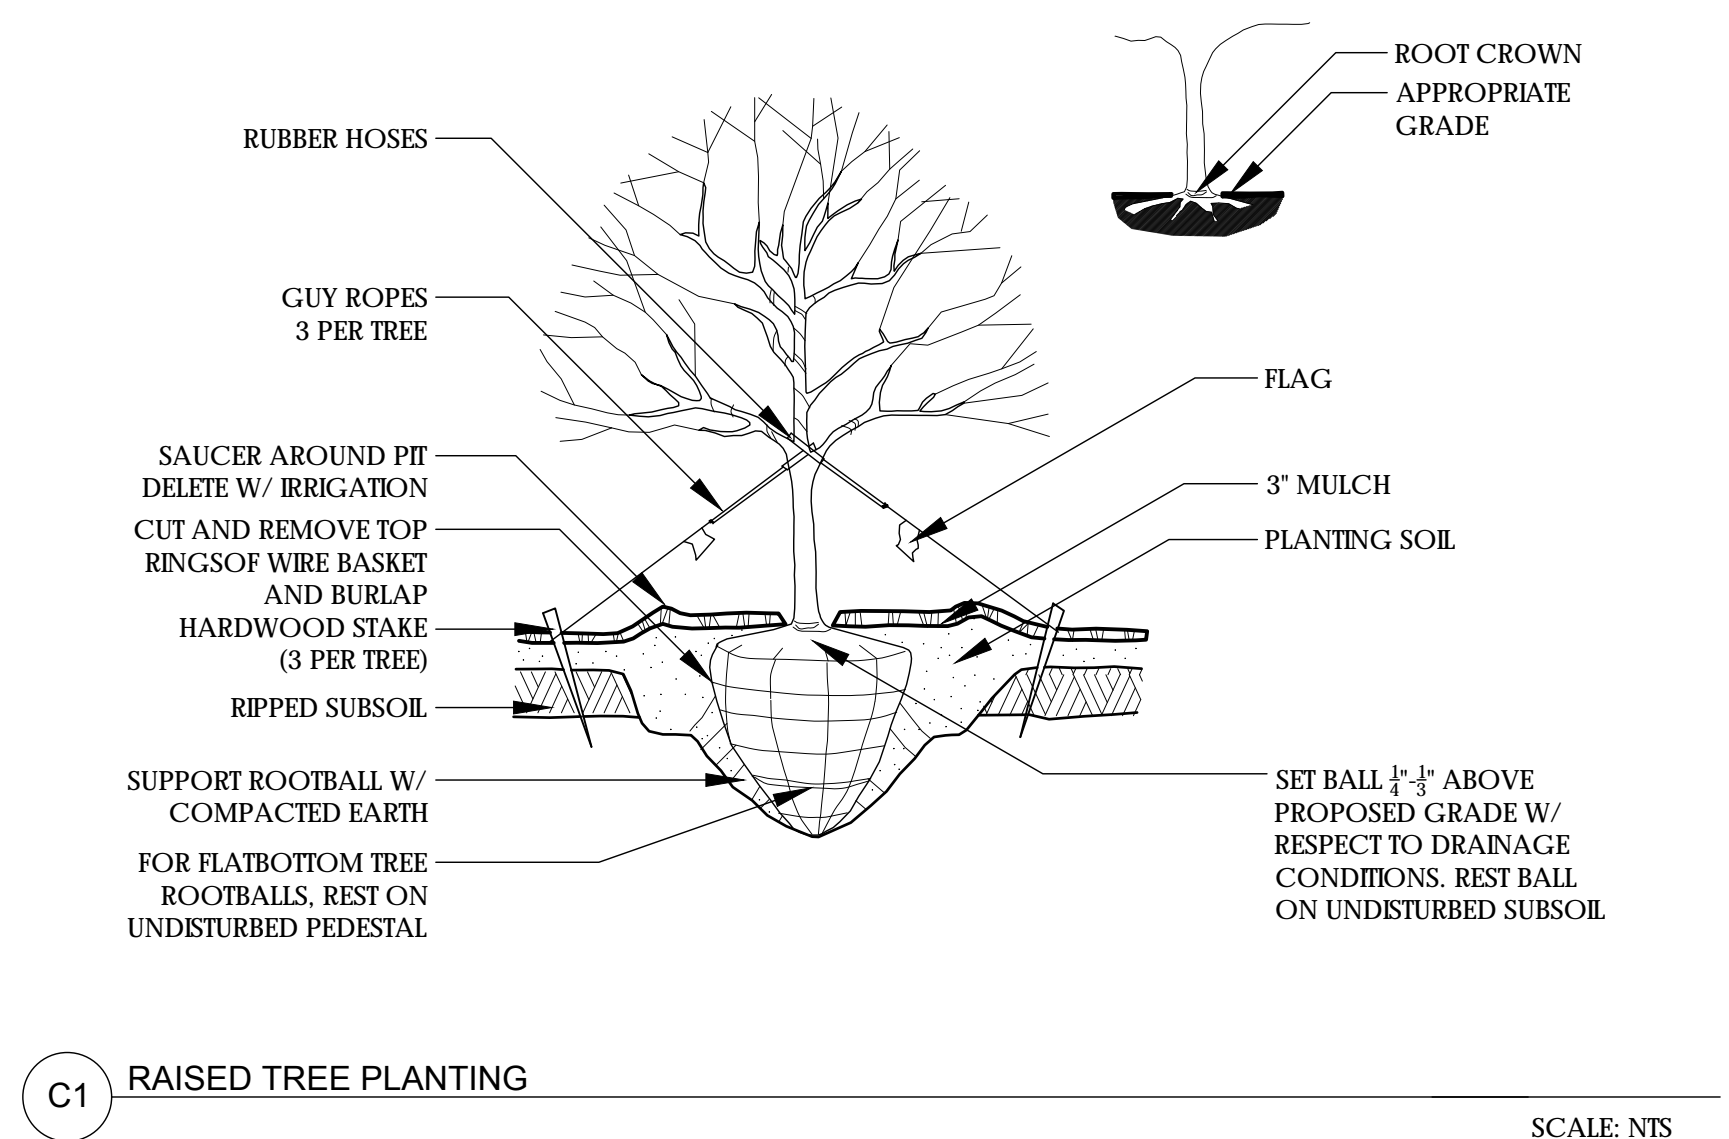 ROOT CROWN
APPROPRIATE
GRADE
RUBBER HOSES
GUY ROPES
3 PER TREE
FLAG
SAUCER AROUND PIT
DELETE W/ IRRIGATION
3" MULCH
CUT AND REMOVE TOP
RINGSOF WIRE BASKET
AND BURLAP
PLANTING SOIL
HARDWOOD STAKE
(3 PER TREE)
RIPPED SUBSOIL
SUPPORT ROOTBALL W/
COMPACTED EARTH
FOR FLATBOTTOM TREE
ROOTBALLS, REST ON
UNDISTURBED PEDESTAL
SET BALL 1/4"-1/3" ABOVE
PROPOSED GRADE W/
RESPECT TO DRAINAGE
CONDITIONS. REST BALL
ON UNDISTURBED SUBSOIL
C1
RAISED TREE PLANTING
SCALE: NTS